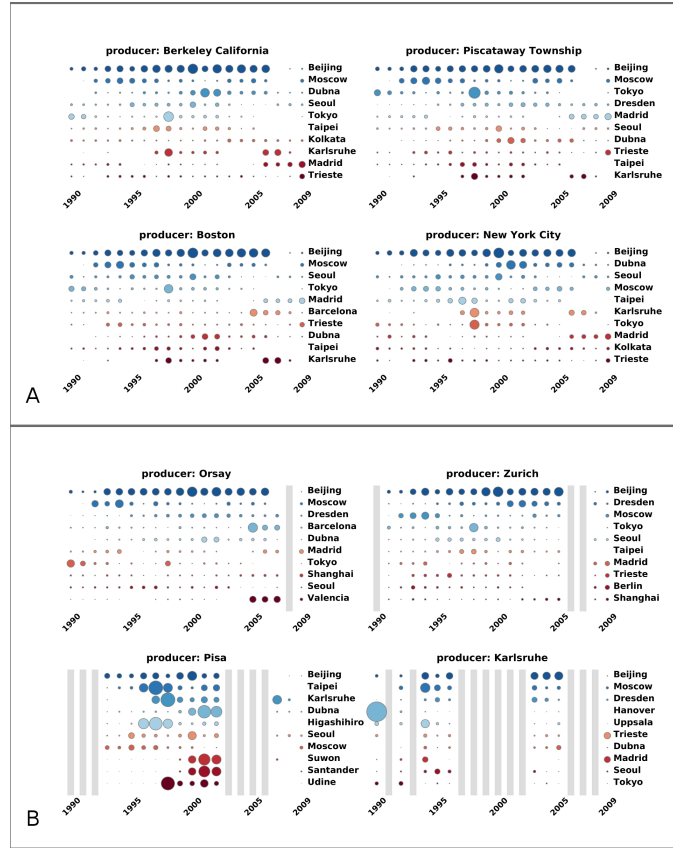 producer: Berkeley California
Beijing
Moscow
Dubna
Seoul
Tokyo
Taipei
Kolkata
Karlsruhe
Madrid
Trieste
1990 1995 2000 2005 2009
producer: Piscataway Township
Beijing
Moscow
Tokyo
Dresden
Madrid
Seoul
Dubna
Trieste
Taipei
Karlsruhe
1990 1995 2000 2005 2009
producer: Boston
Beijing
Moscow
Seoul
Tokyo
Madrid
Barcelona
Trieste
Dubna
Taipei
Karlsruhe
1990 1995 2000 2005 2009
producer: New York City
Beijing
Dubna
Seoul
Moscow
Taipei
Karlsruhe
Tokyo
Madrid
Kolkata
Trieste
1990 1995 2000 2005 2009
A
producer: Orsay
Beijing
Moscow
Dresden
Barcelona
Dubna
Madrid
Tokyo
Shanghai
Seoul
Valencia
1990 1995 2000 2005 2009
producer: Zurich
Beijing
Dresden
Moscow
Tokyo
Seoul
Taipei
Madrid
Trieste
Berlin
Shanghai
1990 1995 2000 2005 2009
producer: Pisa
Beijing
Taipei
Karlsruhe
Dubna
Higashihiro
Seoul
Moscow
Suwon
Santander
Udine
1990 1995 2000 2005 2009
producer: Karlsruhe
Beijing
Moscow
Dresden
Hanover
Uppsala
Trieste
Dubna
Madrid
Seoul
Tokyo
1990 1995 2000 2005 2009
B